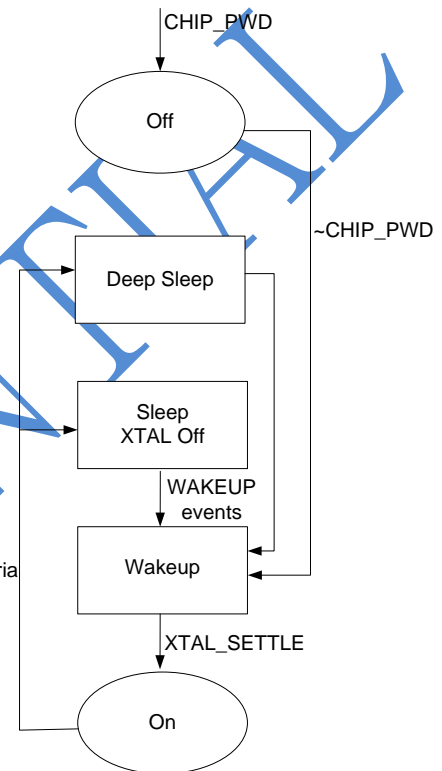 CHIP_PWD
Off
~CHIP_PWD
Deep Sleep
Sleep
XTAL Off
WAKEUP
events
Wakeup
XTAL_SETTLE
On